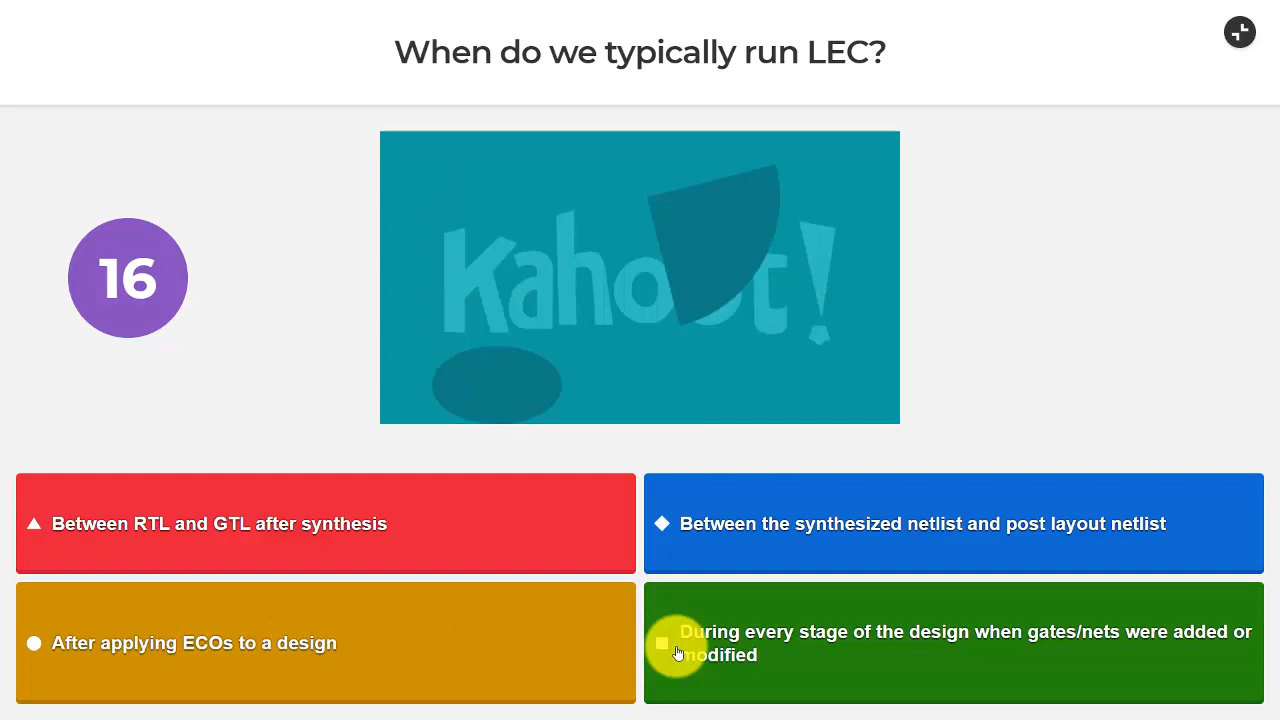 When do we typically run LEC?
16
Kahoot!
Between RTL and GTL after synthesis
Between the synthesized netlist and post layout netlist
After applying ECOs to a design
During every stage of the design when gates/nets were added or
modified